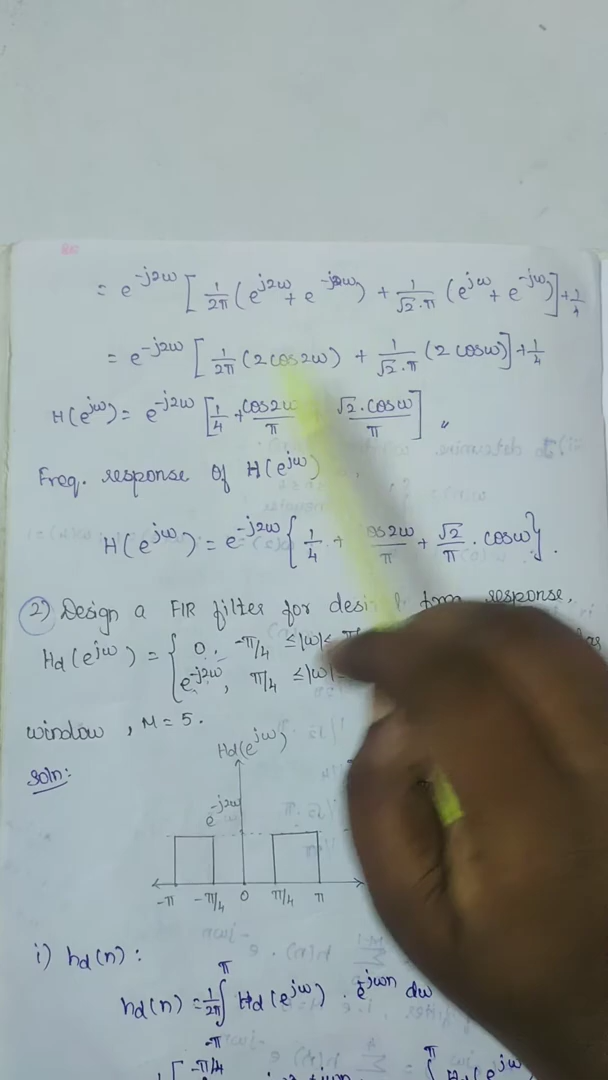 = e^{-j2ω} [ 1/2π (e^{j2ω} + e^{-j2ω}) + 1/√2.π (e^{jω} + e^{-jω}) ] + 1/4
= e^{-j2ω} [ 1/2π (2cos2ω) + 1/√2.π (2 cosω) ] + 1/4
H(e^{jω}) = e^{-j2ω} [ 1/4 + cos2ω/π √2.cosω/π ] "
Freq. response of H(e^{jω})
H(e^{jω}) = e^{-j2ω} { 1/4 + cos2ω/π + √2/π . cosω } .
2) Design a FIR filter for response,
Hd(e^{jω}) = { 0, -π/4 ≤|ω|≤
e^{-j2ω}, π/4 ≤|ω|≤
window, M = 5.
Soln:
Hd(e^{jω})
e^{-j2ω}
-π -π/4 0 π/4 π
i) hd(n):
hd(n) = 1/2π ∫_{-π}^{π} Hd(e^{jω}) . e^{jωn} dω
-π/4 π